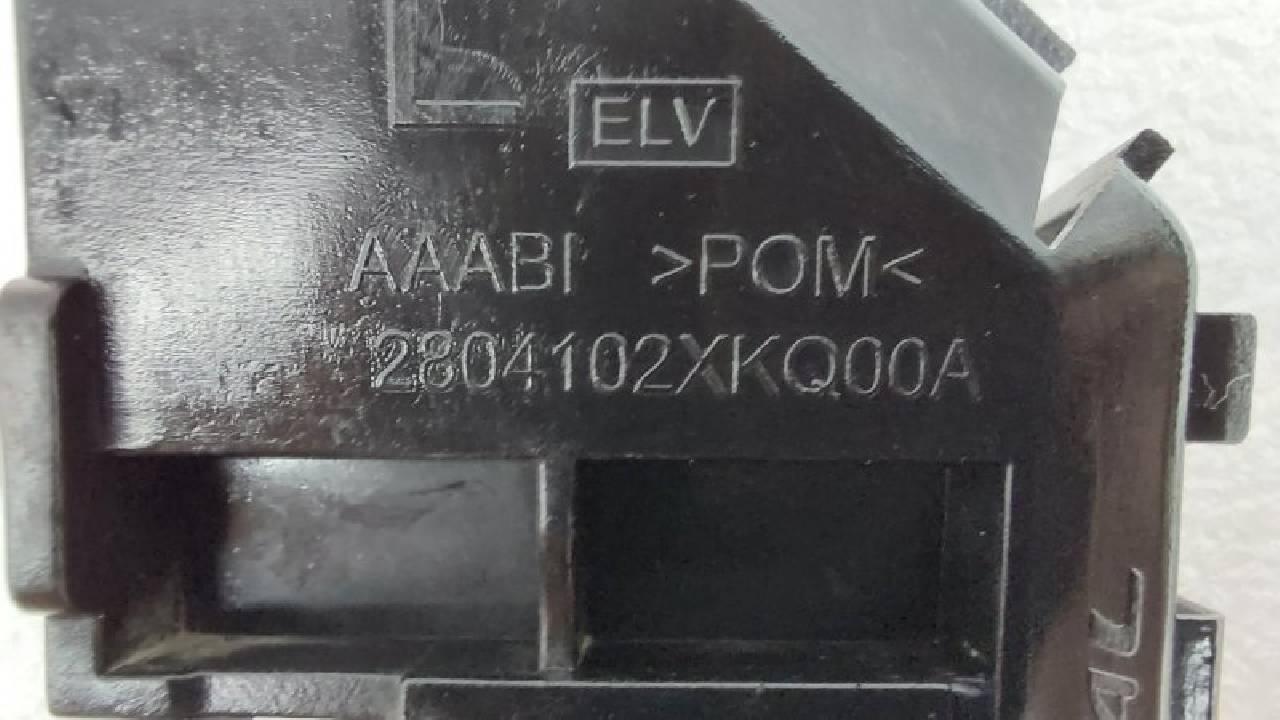 ELV
AAABI >POM<
2804102XKQ00A